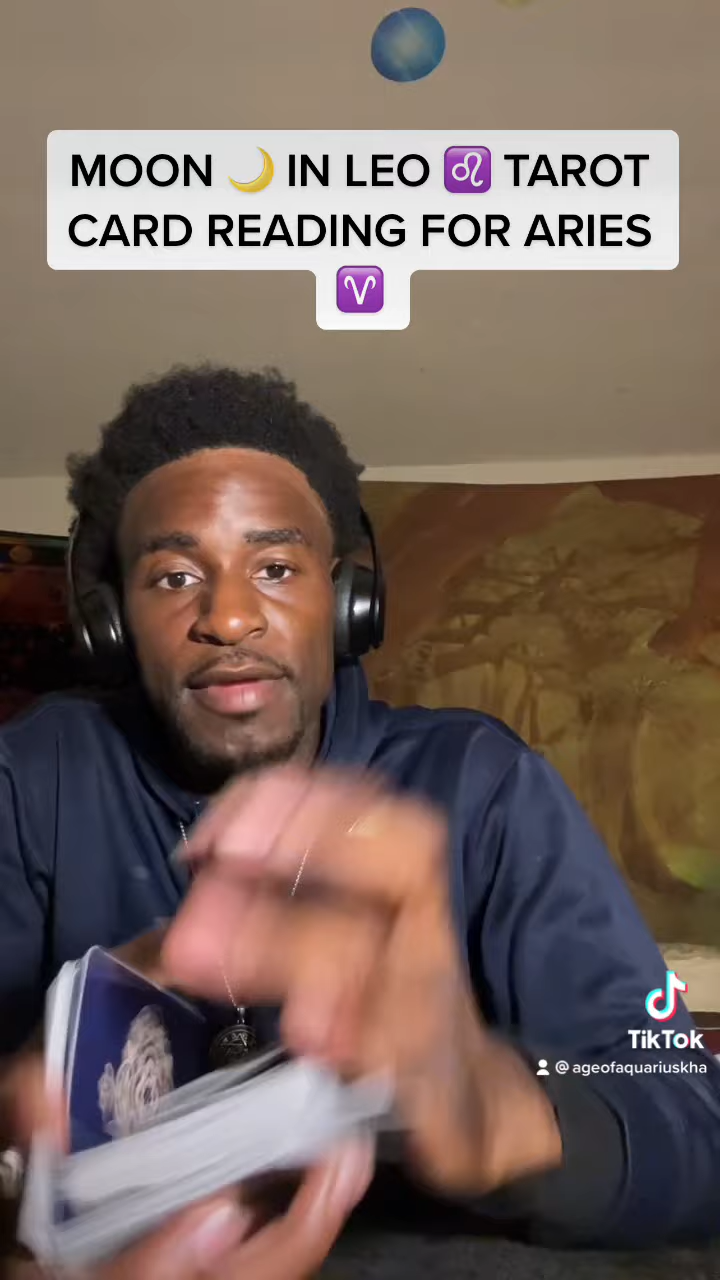 MOON 🌙 IN LEO ♌ TAROT
CARD READING FOR ARIES
♈
TikTok
@ageofaquariuskha